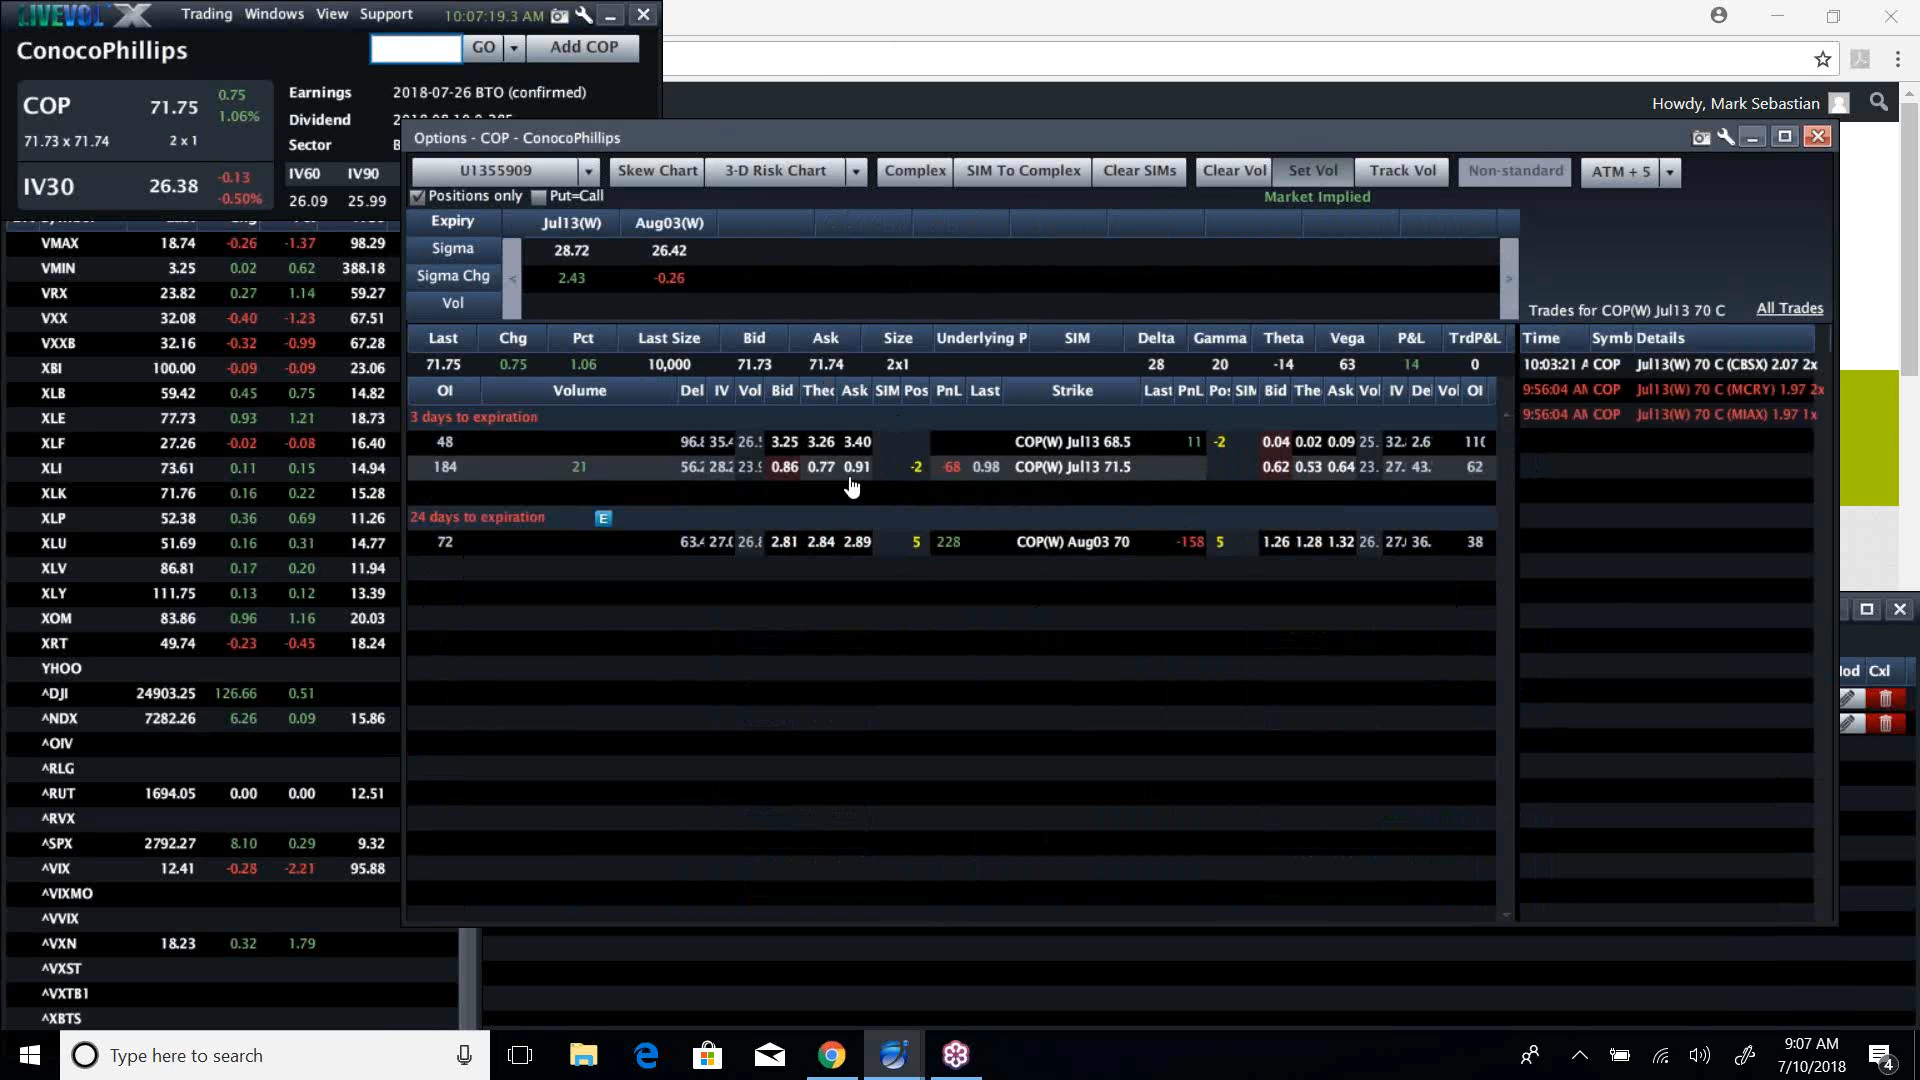 LIVEVOL X Trading Windows View Support 10:07:19.3 AM
ConocoPhillips GO Add COP
COP 71.75 0.75 1.06%
71.73 x 71.74 2 x 1
IV30 26.38 -0.13 -0.50%
Earnings 2018-07-26 BTO (confirmed)
Dividend
Sector
IV60 IV90
26.09 25.99
Howdy, Mark Sebastian
VMAX 18.74 -0.26 -1.37 98.29
VMIN 3.25 0.02 0.62 388.18
VRX 23.82 0.27 1.14 59.27
VXX 32.08 -0.40 -1.23 67.51
VXXB 32.16 -0.32 -0.99 67.28
XBI 100.00 -0.09 -0.09 23.06
XLB 59.42 0.45 0.75 14.82
XLE 77.73 0.93 1.21 18.73
XLF 27.26 -0.02 -0.08 16.40
XLI 73.61 0.11 0.15 14.94
XLK 71.76 0.16 0.22 15.28
XLP 52.38 0.36 0.69 11.26
XLU 51.69 0.16 0.31 14.77
XLV 86.81 0.17 0.20 11.94
XLY 111.75 0.13 0.12 13.39
XOM 83.86 0.96 1.16 20.03
XRT 49.74 -0.23 -0.45 18.24
YHOO
^DJI 24903.25 126.66 0.51
^NDX 7282.26 6.26 0.09 15.86
^OIV
^RLG
^RUT 1694.05 0.00 0.00 12.51
^RVX
^SPX 2792.27 8.10 0.29 9.32
^VIX 12.41 -0.28 -2.21 95.88
^VIXMO
^VVIX
^VXN 18.23 0.32 1.79
^VXST
^VXTB1
^XBTS
Options - COP - ConocoPhillips
U1355909 Skew Chart 3-D Risk Chart Complex SIM To Complex Clear SIMs Clear Vol Set Vol Track Vol Non-standard ATM + 5
Positions only Put=Call Market Implied
Expiry Jul13(W) Aug03(W)
Sigma 28.72 26.42
Sigma Chg 2.43 -0.26
Vol
Last Chg Pct Last Size Bid Ask Size Underlying P SIM Delta Gamma Theta Vega P&L TrdP&L
71.75 0.75 1.06 10,000 71.73 71.74 2x1 28 20 -14 63 14 0
OI Volume Del IV Vol Bid Theo Ask SIM Pos PnL Last Strike Last PnL Pos SIM Bid The Ask Vol IV De Vol OI
3 days to expiration
48 3.25 3.26 3.40 COP(W) Jul13 68.5 11 -2 0.04 0.02 0.09 25. 32. 2.6
184 21 0.86 0.77 0.91 -2 -68 0.98 COP(W) Jul13 71.5 0.62 0.53 0.64 23. 27. 43. 62
24 days to expiration E
72 2.81 2.84 2.89 5 228 COP(W) Aug03 70 -158 5 1.26 1.28 1.32 26. 36. 38
Trades for COP(W) Jul13 70 C All Trades
Time Symb Details
10:03:21 A COP Jul13(W) 70 C (CBSX) 2.07 2x
9:56:04 AM COP Jul13(W) 70 C (MCRY) 1.97 2x
9:56:04 AM COP Jul13(W) 70 C (MIAX) 1.97 1x
Cxl
Type here to search
9:07 AM
7/10/2018
4